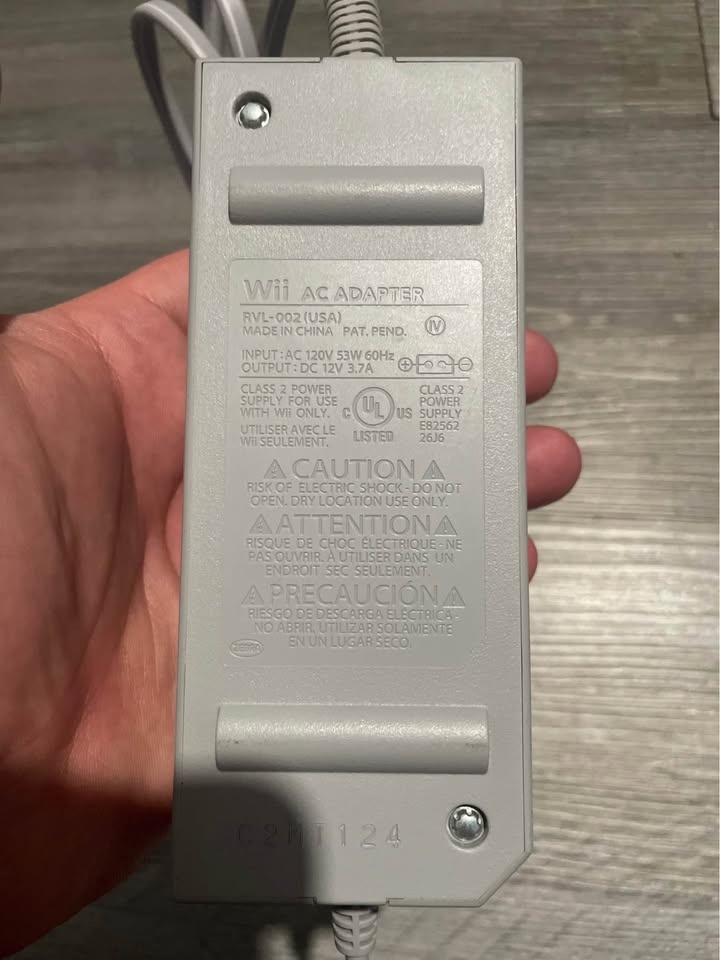 Wii AC ADAPTER
RVL-002 (USA)
MADE IN CHINA PAT. PEND. IV
INPUT : AC 120V 53W 60Hz
OUTPUT : DC 12V 3.7A
CLASS 2 POWER
SUPPLY FOR USE
WITH Wii ONLY.
UTILISER AVEC LE
Wii SEULEMENT.
C UL US
LISTED
CLASS 2
POWER
SUPPLY
E82562
26J6
CAUTION
RISK OF ELECTRIC SHOCK - DO NOT
OPEN. DRY LOCATION USE ONLY.
ATTENTION
RISQUE DE CHOC ÉLECTRIQUE - NE
PAS OUVRIR. À UTILISER DANS UN
ENDROIT SEC SEULEMENT.
PRECAUCIÓN
RIESGO DE DESCARGA ELÉCTRICA -
NO ABRIR, UTILIZAR SOLAMENTE
EN UN LUGAR SECO.
C2MT124